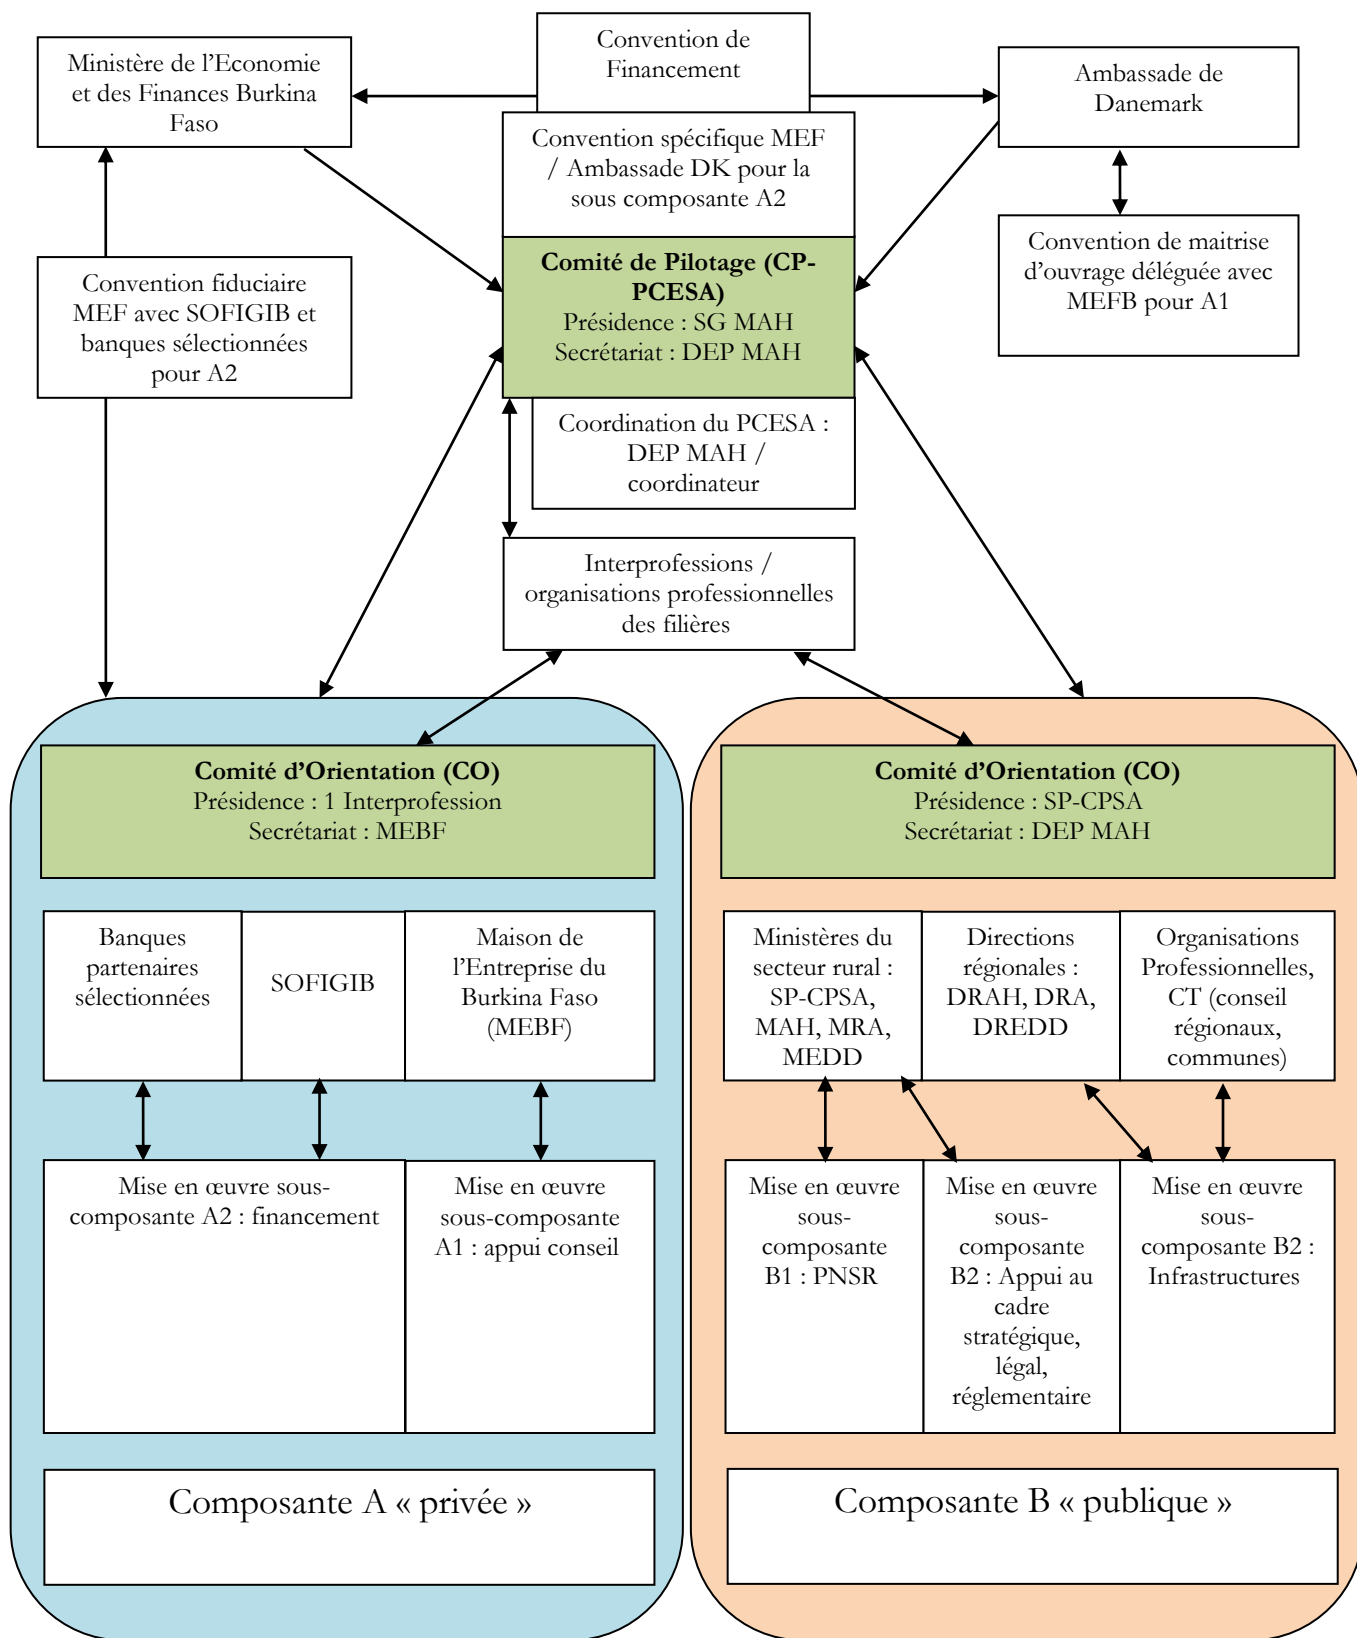 Convention de
Financement
Ministère de l’Economie
et des Finances Burkina
Faso
Ambassade de
Danemark
Convention spécifique MEF
/ Ambassade DK pour la
sous composante A2
Convention fiduciaire
MEF avec SOFIGIB et
banques sélectionnées
pour A2
Comité de Pilotage (CP-
PCESA)
Présidence : SG MAH
Secrétariat : DEP MAH
Convention de maitrise
d’ouvrage déléguée avec
MEFB pour A1
Coordination du PCESA :
DEP MAH /
coordinateur
Interprofessions /
organisations professionnelles
des filières
Comité d’Orientation (CO)
Présidence : 1 Interprofession
Secrétariat : MEBF
Comité d’Orientation (CO)
Présidence : SP-CPSA
Secrétariat : DEP MAH
Banques
partenaires
sélectionnées
SOFIGIB
Maison de
l’Entreprise du
Burkina Faso
(MEBF)
Ministères du
secteur rural :
SP-CPSA,
MAH, MRA,
MEDD
Directions
régionales :
DRAH, DRA,
DREDD
Organisations
Professionnelles,
CT (conseil
régionaux,
communes)
Mise en œuvre sous-
composante A2 : financement
Mise en œuvre
sous-composante
A1 : appui conseil
Mise en œuvre
sous-
composante
B1 : PNSR
Mise en œuvre
sous-
composante
B2 : Appui au
cadre
stratégique,
légal,
réglementaire
Mise en œuvre
sous-
composante B2 :
Infrastructures
Composante A « privée »
Composante B « publique »